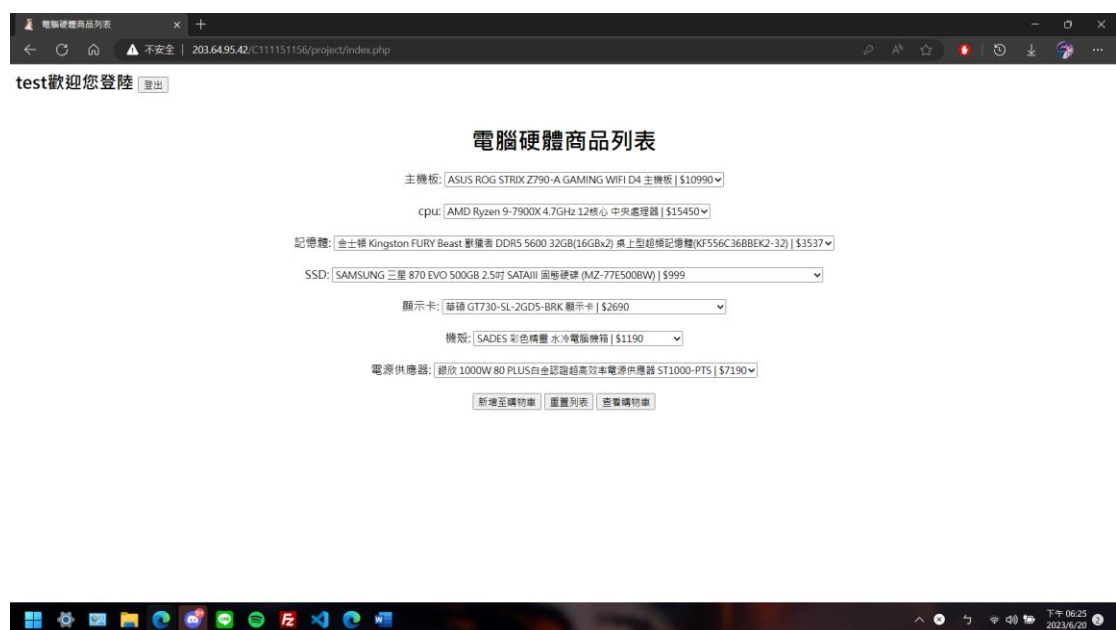 電腦硬體商品列表
不安全 | 203.64.95.42/C111151156/project/index.php
test歡迎您登陸 登出
電腦硬體商品列表
主機板: ASUS ROG STRIX Z790-A GAMING WIFI D4 主機板 | $10990
cpu: AMD Ryzen 9-7900X 4.7GHz 12核心 中央處理器 | $15450
記憶體: 金士頓 Kingston FURY Beast 獸獵者 DDR5 5600 32GB(16GBx2) 桌上型超頻記憶體(KF556C36BBEK2-32) | $3537
SSD: SAMSUNG 三星 870 EVO 500GB 2.5吋 SATAIII 固態硬碟 (MZ-77E500BW) | $999
顯示卡: 華碩 GT730-SL-2GD5-BRK 顯示卡 | $2690
機殼: SADES 彩色精靈 水冷電腦機箱 | $1190
電源供應器: 銀欣 1000W 80 PLUS白金認證超高效率電源供應器 ST1000-PTS | $7190
新增至購物車 重置列表 查看購物車
下午 06:25
2023/6/20